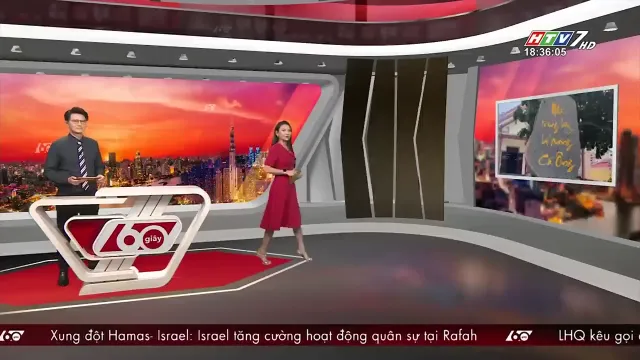 HTV7 HD
18:36:05
60 giây
Xung đột Hamas- Israel: Israel tăng cường hoạt động quân sự tại Rafah
60
LHQ kêu gọi